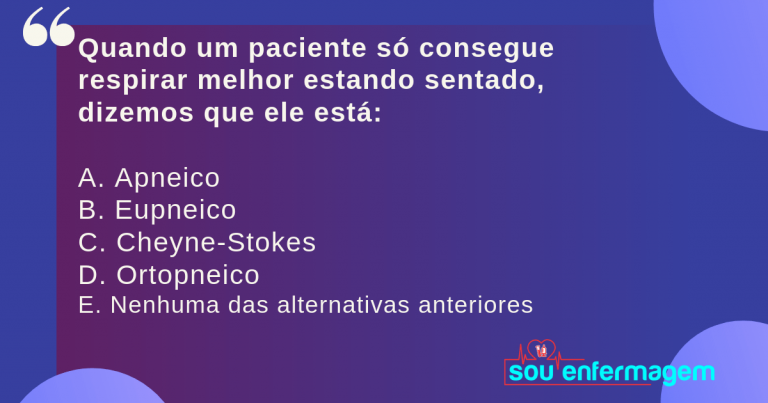 Quando um paciente só consegue
respirar melhor estando sentado,
dizemos que ele está:
A. Apneico
B. Eupneico
C. Cheyne-Stokes
D. Ortopneico
E. Nenhuma das alternativas anteriores
sou enfermagem